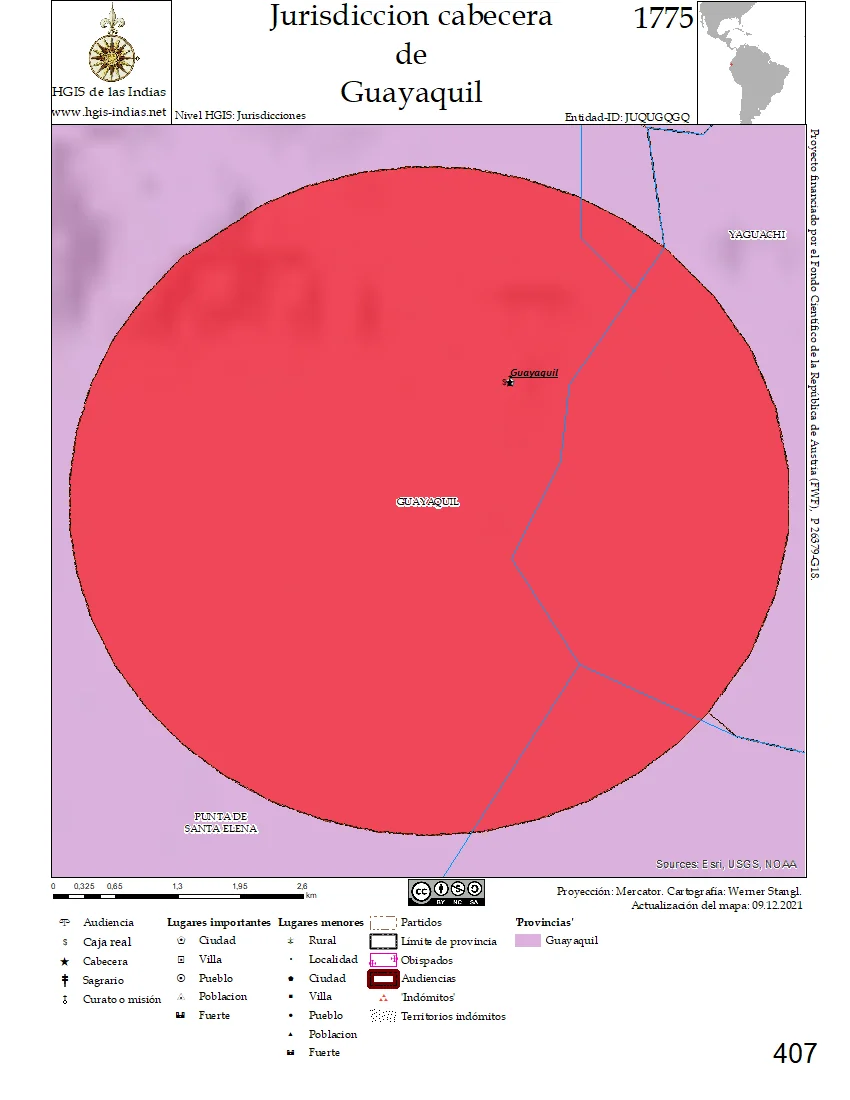 Jurisdiccion cabecera
de
Guayaquil
1775
HGIS de las Indias
www.hgis-indias.net
Nivel HGIS: Jurisdicciones
Entidad-ID: JUQUGQGQ
Proyecto financiado por el Fondo Científico de la República de Austria (FWF), P 26379-G18.
YAGUACHI
Guayaquil
S
GUAYAQUIL
PUNTA DE
SANTA ELENA
Sources: Esri, USGS, NOAA
0 0,325 0,65 1,3 1,95 2,6
km
CC BY NC SA
Proyección: Mercator. Cartografía: Werner Stangl.
Actualización del mapa: 09.12.2021
Audiencia
S Caja real
Cabecera
Sagrario
Curato o misión
Lugares importantes
Ciudad
Villa
Pueblo
Poblacion
Fuerte
Lugares menores
Rural
Localidad
Ciudad
Villa
Pueblo
Poblacion
Fuerte
Partidos
Límite de provincia
Obispados
Audiencias
'Indómitos'
Territorios indómitos
'Provincias'
Guayaquil
407